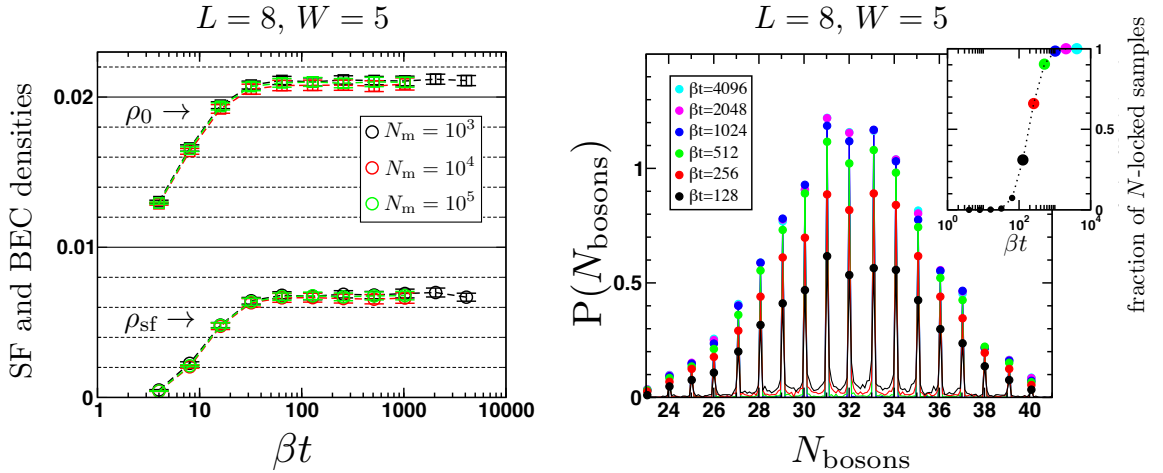 L = 8, W = 5
SF and BEC densities
0.02
0.01
0
ρ0 →
ρsf →
Nm = 10^3
Nm = 10^4
Nm = 10^5
1 10 100 1000 10000
βt
L = 8, W = 5
P(Nbosons)
1
0.5
0
βt=4096
βt=2048
βt=1024
βt=512
βt=256
βt=128
24 26 28 30 32 34 36 38 40
Nbosons
1
0.5
0
10^0 10^2 10^4
βt
fraction of N-locked samples